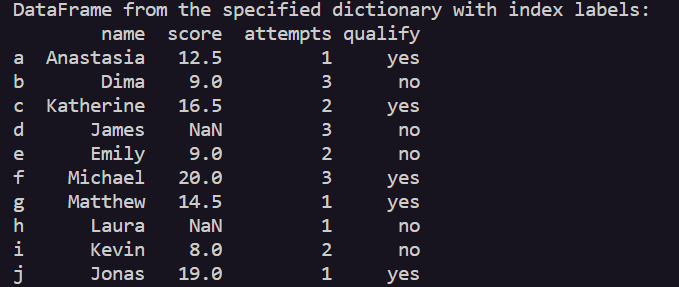 DataFrame from the specified dictionary with index labels:
        name  score  attempts qualify
a  Anastasia   12.5         1     yes
b       Dima    9.0         3      no
c  Katherine   16.5         2     yes
d      James    NaN         3      no
e      Emily    9.0         2      no
f    Michael   20.0         3     yes
g    Matthew   14.5         1     yes
h      Laura    NaN         1      no
i      Kevin    8.0         2      no
j      Jonas   19.0         1     yes